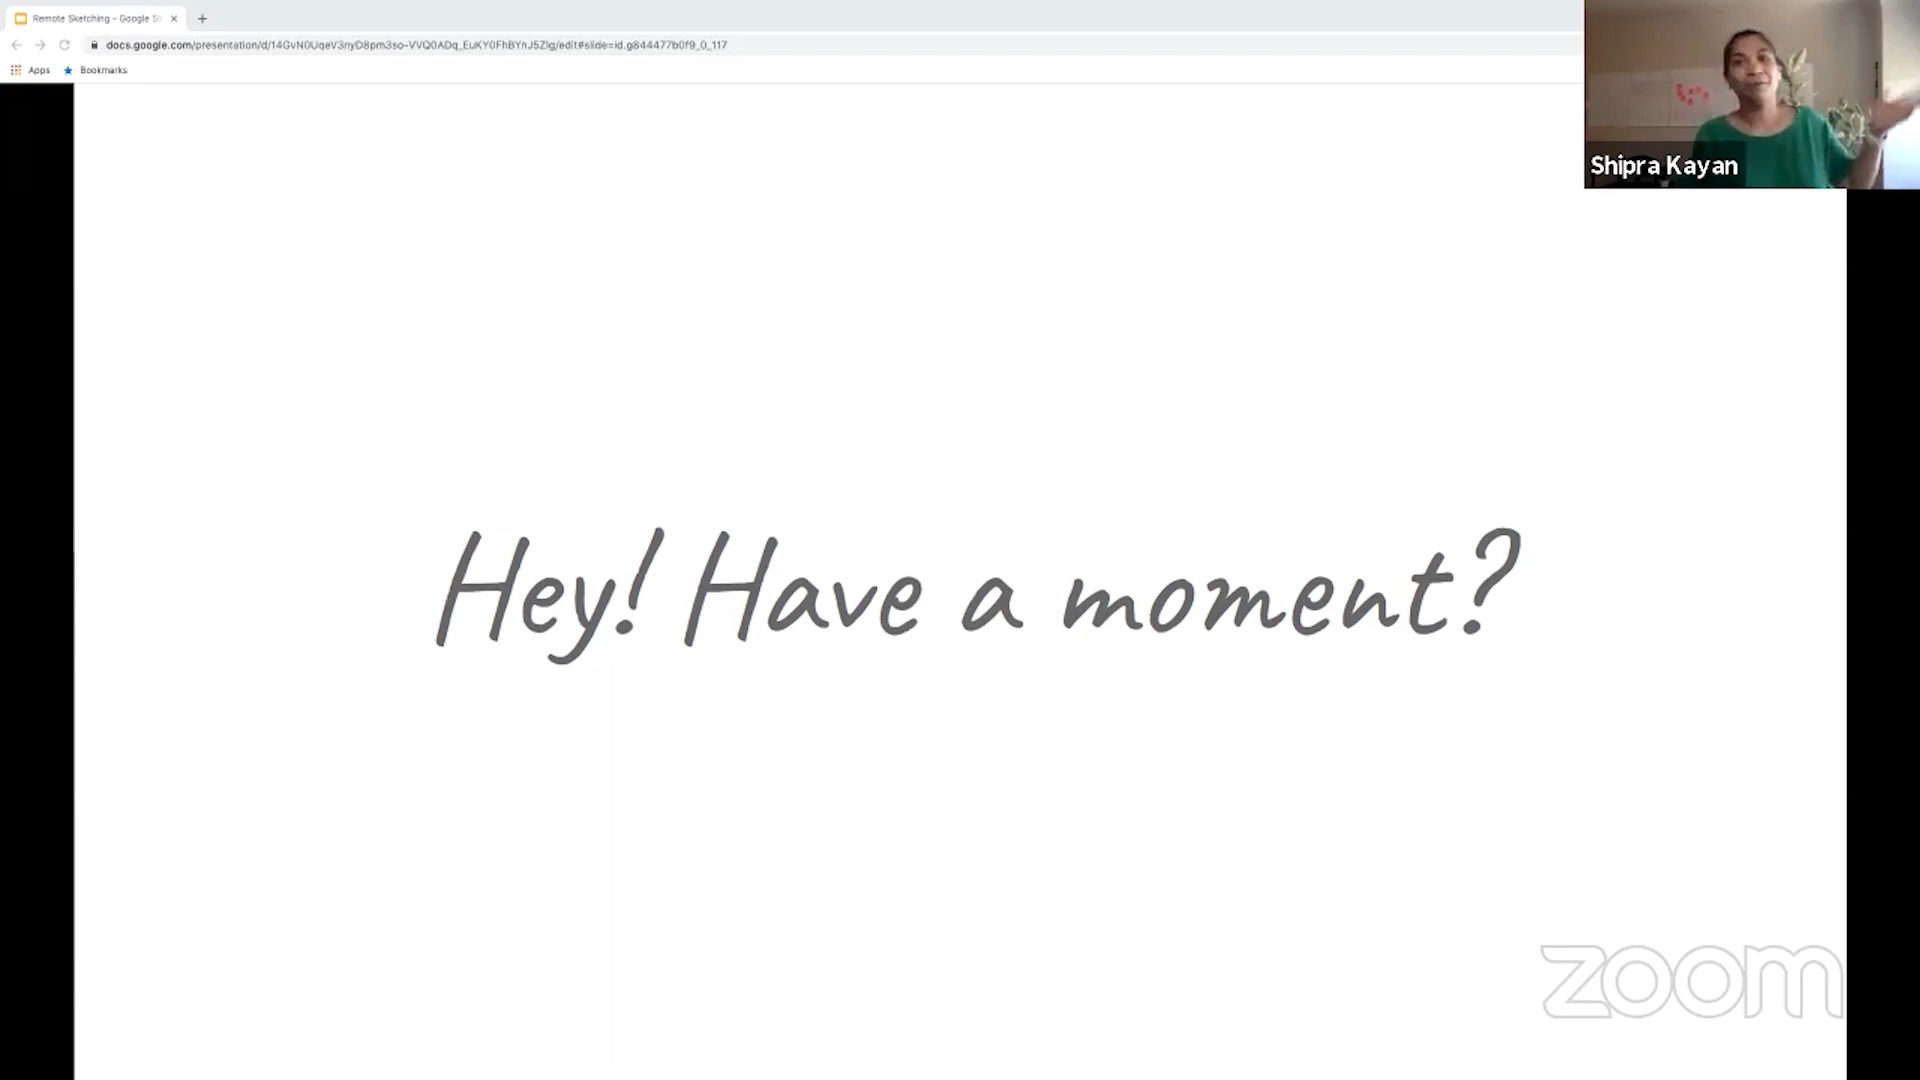 Remote Sketching - Google Sl
docs.google.com/presentation/d/14GvN0UqeV3nyD8pm3so-VVQ0ADq_EuKY0FhBYnJ5ZIg/edit#slide=id.g844477b0f9_0_117
Apps Bookmarks
Shipra Kayan
Hey! Have a moment?
zoom